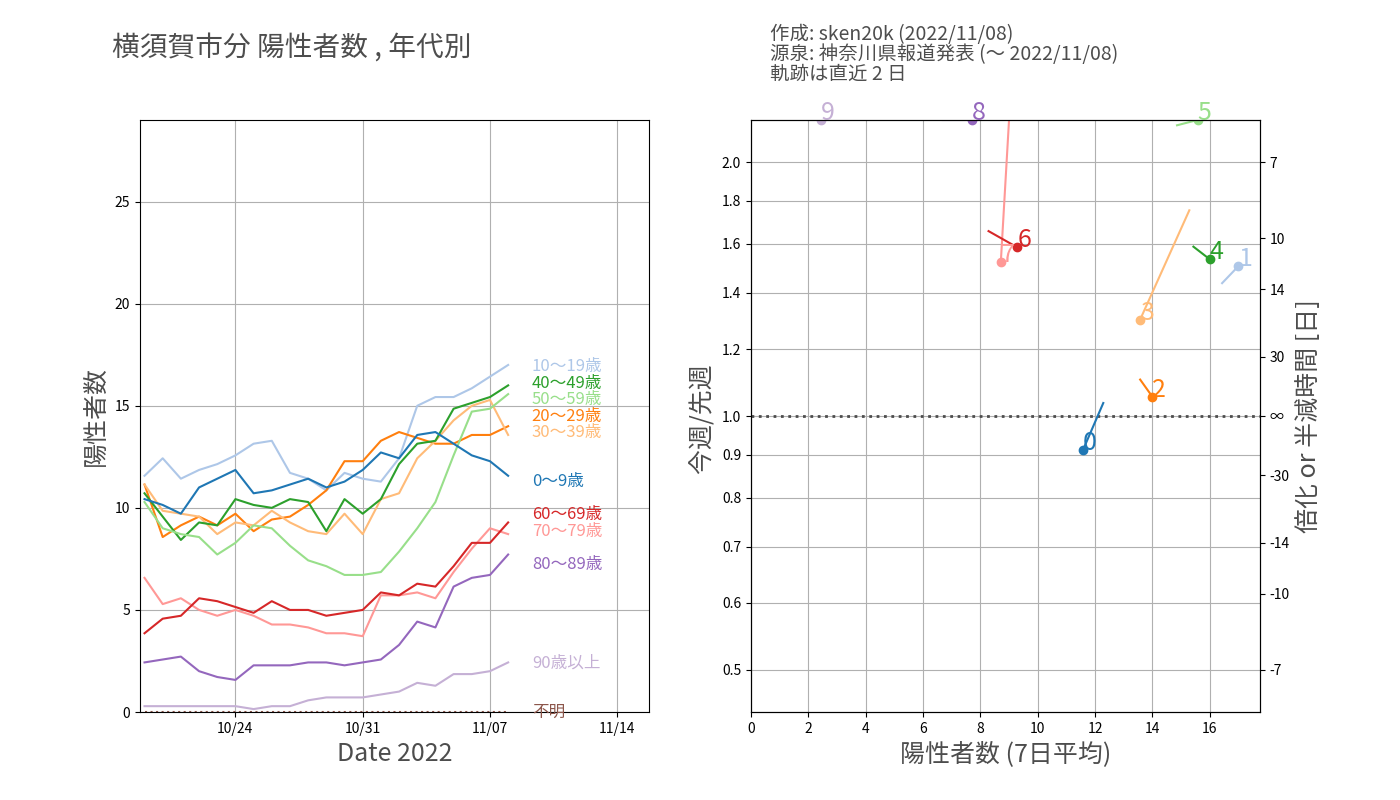 横須賀市分 陽性者数 , 年代別
作成: sken20k (2022/11/08)
源泉: 神奈川県報道発表 (〜 2022/11/08)
軌跡は直近 2 日
陽性者数
25
20
15
10
5
0
10/24
10/31
11/07
11/14
Date 2022
10〜19歳
40〜49歳
50〜59歳
20〜29歳
30〜39歳
0〜9歳
60〜69歳
70〜79歳
80〜89歳
90歳以上
不明
今週/先週
2.0
1.8
1.6
1.4
1.2
1.0
0.9
0.8
0.7
0.6
0.5
9
8
5
6
7
4
1
3
2
0
0
2
4
6
8
10
12
14
16
陽性者数 (7日平均)
7
10
14
30
∞
-30
-14
-10
-7
倍化 or 半減時間 [日]